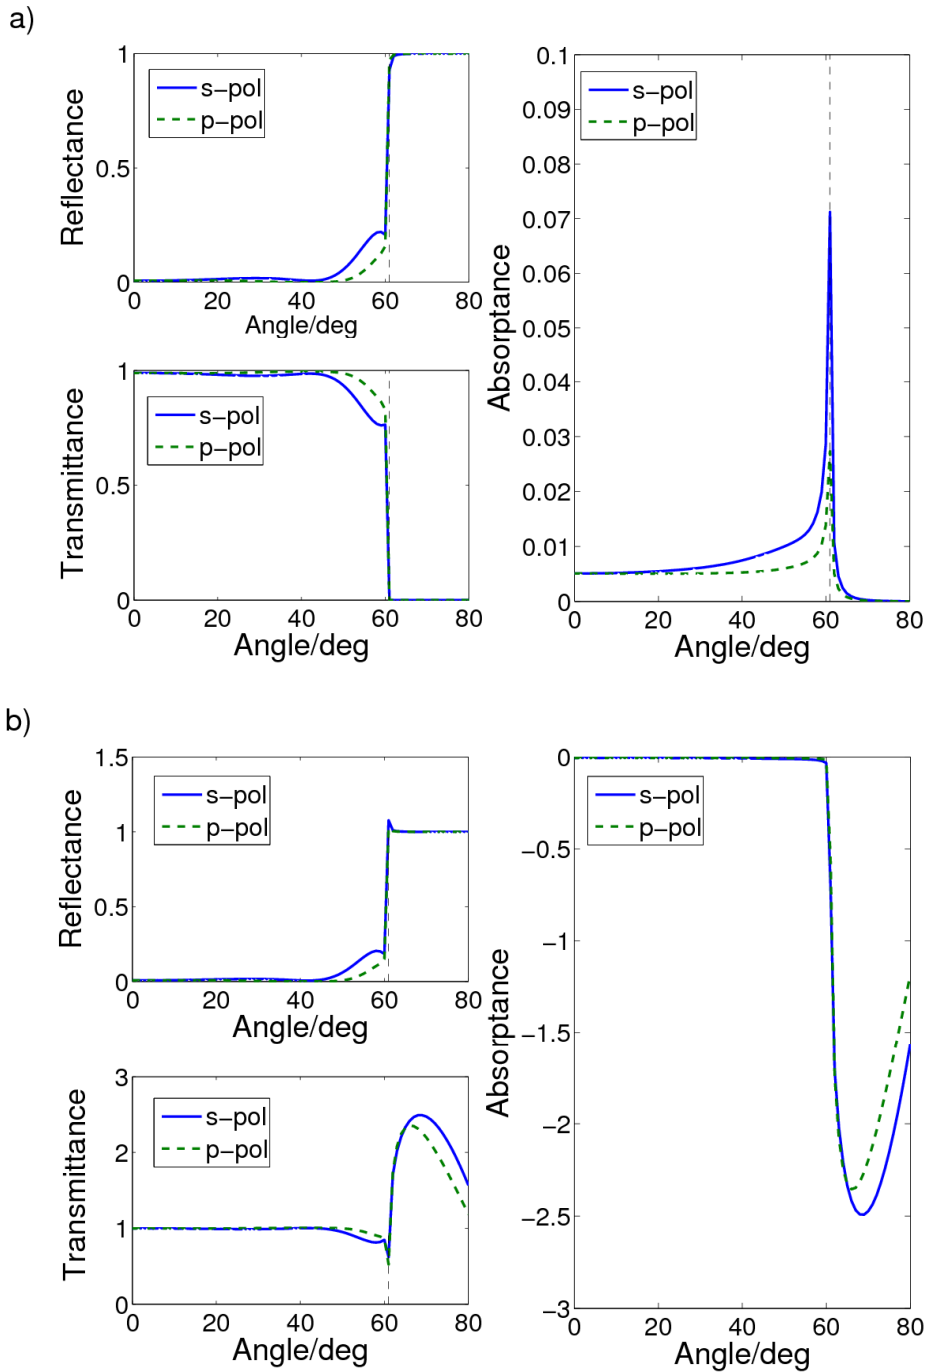 a)
1
0.5
0
Reflectance
s-pol
p-pol
0 20 40 60 80
Angle/deg
1
0.5
0
Transmittance
s-pol
p-pol
0 20 40 60 80
Angle/deg
0.1
0.09
0.08
0.07
0.06
0.05
0.04
0.03
0.02
0.01
0
Absorptance
s-pol
p-pol
0 20 40 60 80
Angle/deg
b)
1.5
1
0.5
0
Reflectance
s-pol
p-pol
0 20 40 60 80
Angle/deg
3
2
1
0
Transmittance
s-pol
p-pol
0 20 40 60 80
Angle/deg
0
-0.5
-1
-1.5
-2
-2.5
-3
Absorptance
s-pol
p-pol
0 20 40 60 80
Angle/deg